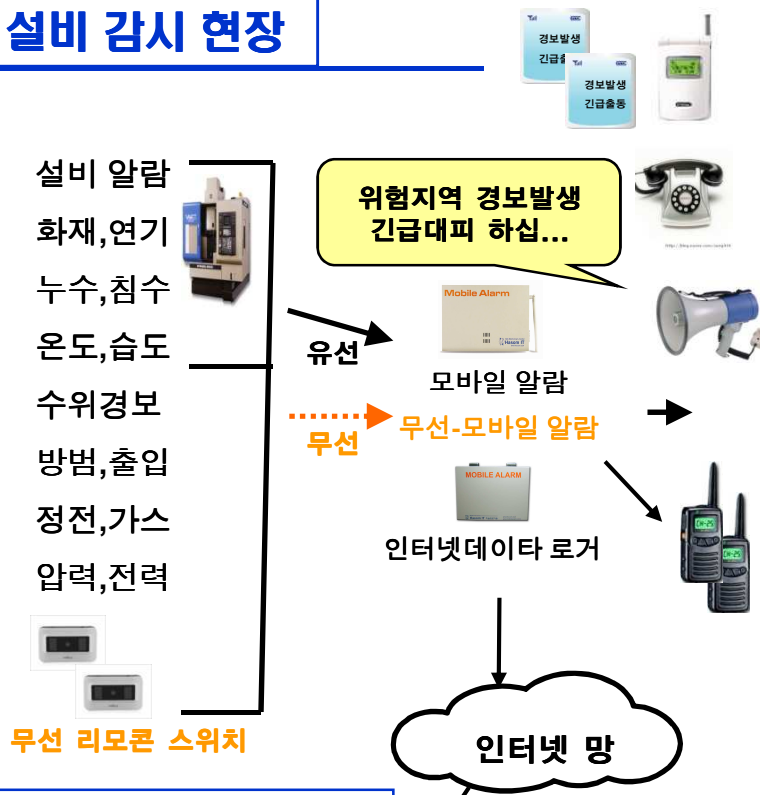 설비 감시 현장
경보발생
긴급출
경보발생
긴급출동
설비 알람
화재,연기
누수,침수
온도,습도
수위경보
방범,출입
정전,가스
압력,전력
무선 리모콘 스위치
위험지역 경보발생
긴급대피 하십...
유선
무선
Mobile Alarm
모바일 알람
무선-모바일 알람
MOBILE ALARM
인터넷데이타 로거
인터넷 망